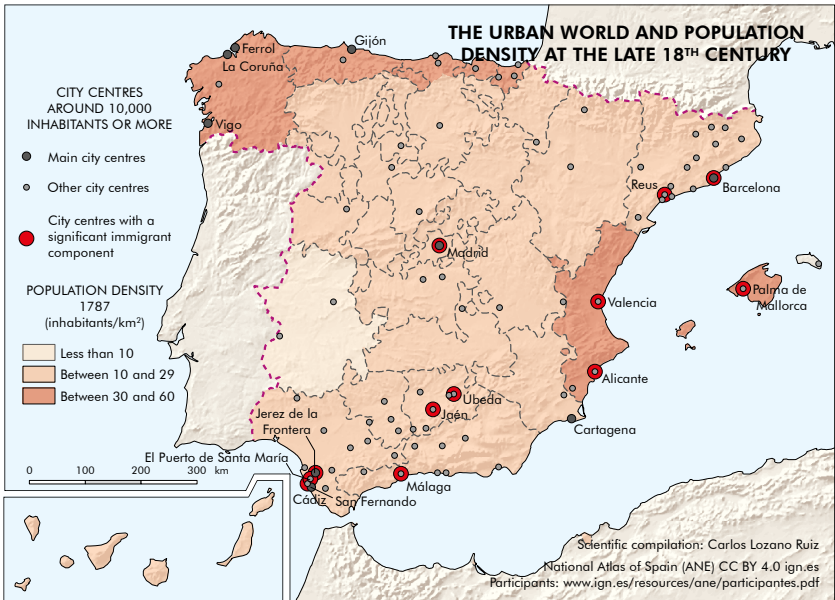 THE URBAN WORLD AND POPULATION
DENSITY AT THE LATE 18TH CENTURY
CITY CENTRES
AROUND 10,000
INHABITANTS OR MORE
Main city centres
Other city centres
City centres with a
significant immigrant
component
POPULATION DENSITY
1787
(inhabitants/km²)
Less than 10
Between 10 and 29
Between 30 and 60
Ferrol
La Coruña
Gijón
Vigo
Reus
Barcelona
Madrid
Palma de
Mallorca
Valencia
Alicante
Ubeda
Jaén
Jerez de la
Frontera
Cartagena
El Puerto de Santa María
Málaga
Cádiz
San Fernando
0 100 200 300 km
Scientific compilation: Carlos Lozano Ruiz
National Atlas of Spain (ANE) CC BY 4.0 ign.es
Participants: www.ign.es/resources/ane/participantes.pdf